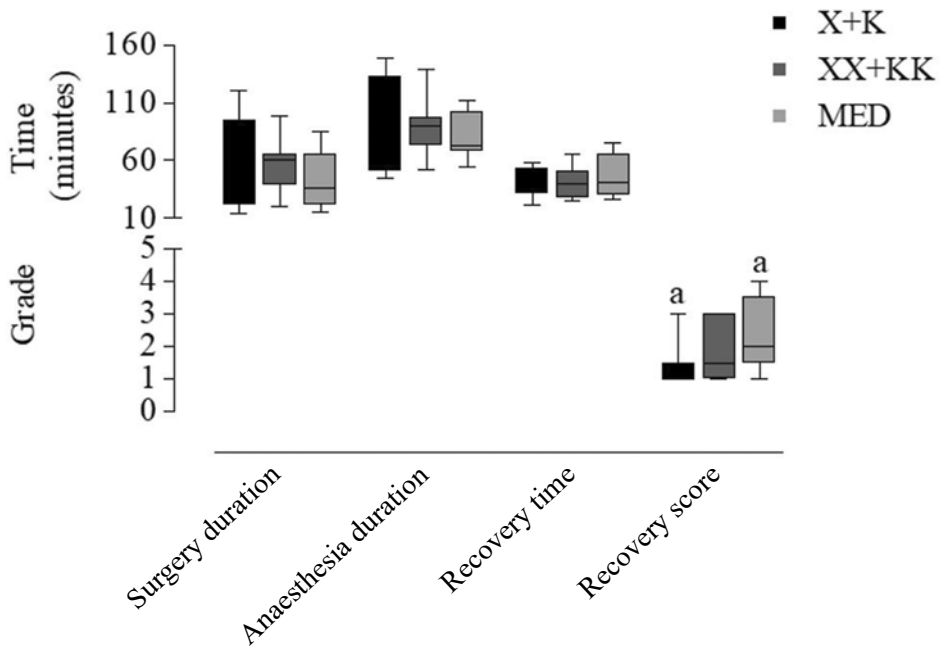 X+K
XX+KK
MED
Time
(minutes)
160
110
60
10
Grade
5
4
3
2
1
0
a
a
Surgery duration
Anaesthesia duration
Recovery time
Recovery score